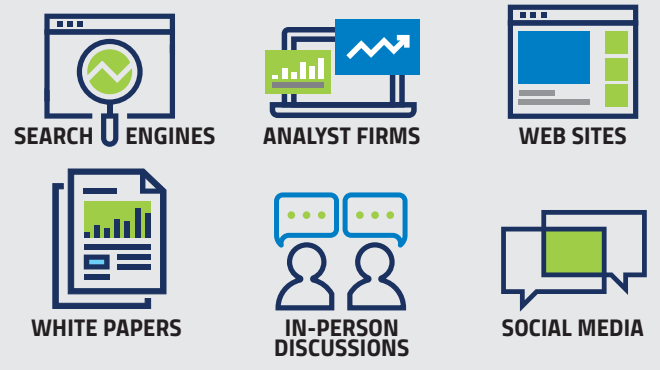 SEARCH ENGINES
ANALYST FIRMS
WEB SITES
WHITE PAPERS
IN-PERSON
DISCUSSIONS
SOCIAL MEDIA